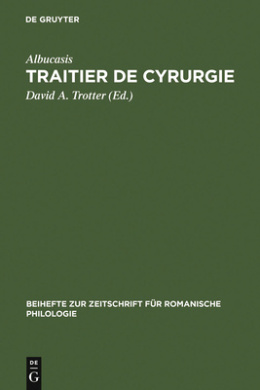 DE GRUYTER
Albucasis
TRAITIER DE CYRURGIE
David A. Trotter (Ed.)
BEIHEFTE ZUR ZEITSCHRIFT FÜR ROMANISCHE
PHILOLOGIE
DE
G